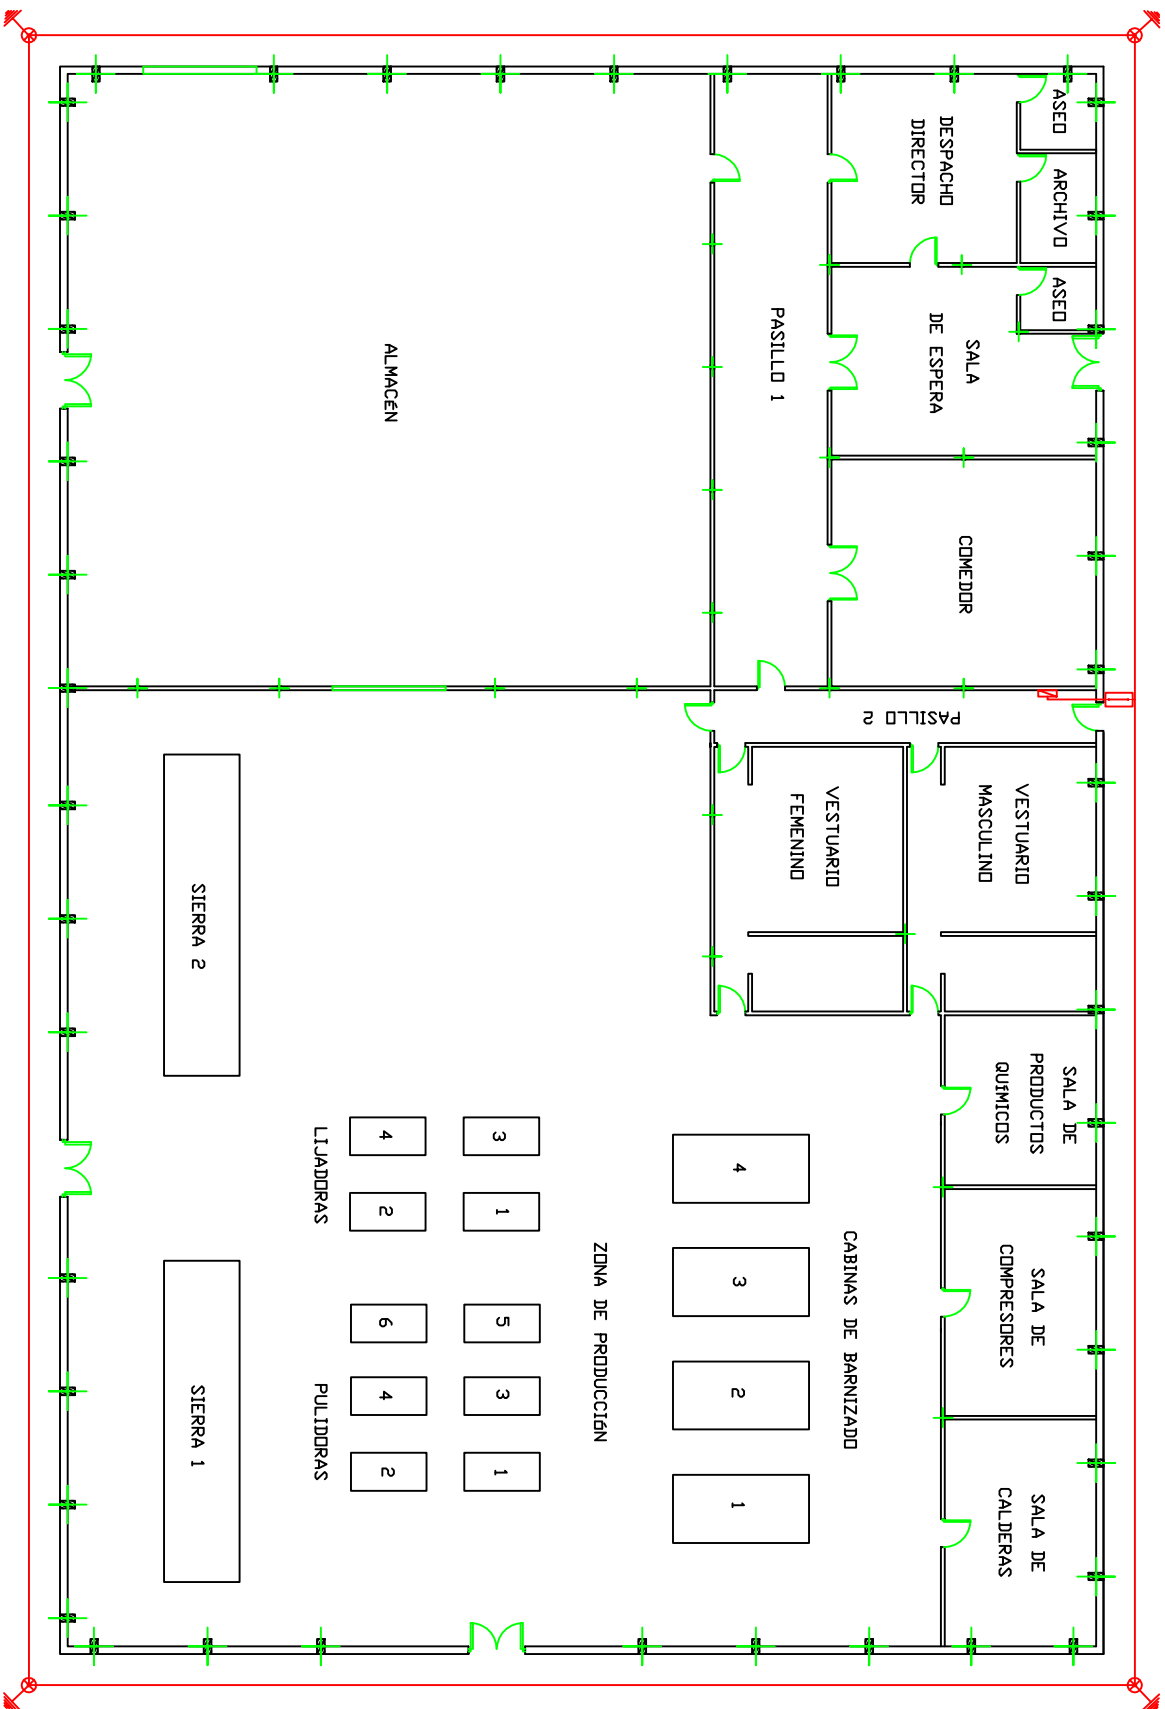 ASEO
ARCHIVO
DESPACHO
DIRECTOR
ASEO
SALA
DE ESPERA
PASILLO 1
ALMACÉN
COMEDOR
PASILLO 2
VESTUARIO
MASCULINO
VESTUARIO
FEMENINO
SIERRA 2
SALA DE
PRODUCTOS
QUÍMICOS
SALA DE
COMPRESORES
SALA DE
CALDERAS
CABINAS DE BARNIZADO
4
3
2
1
ZONA DE PRODUCCIÓN
3
1
4
2
LIJADORAS
5
3
1
6
4
2
PULIDORAS
SIERRA 1